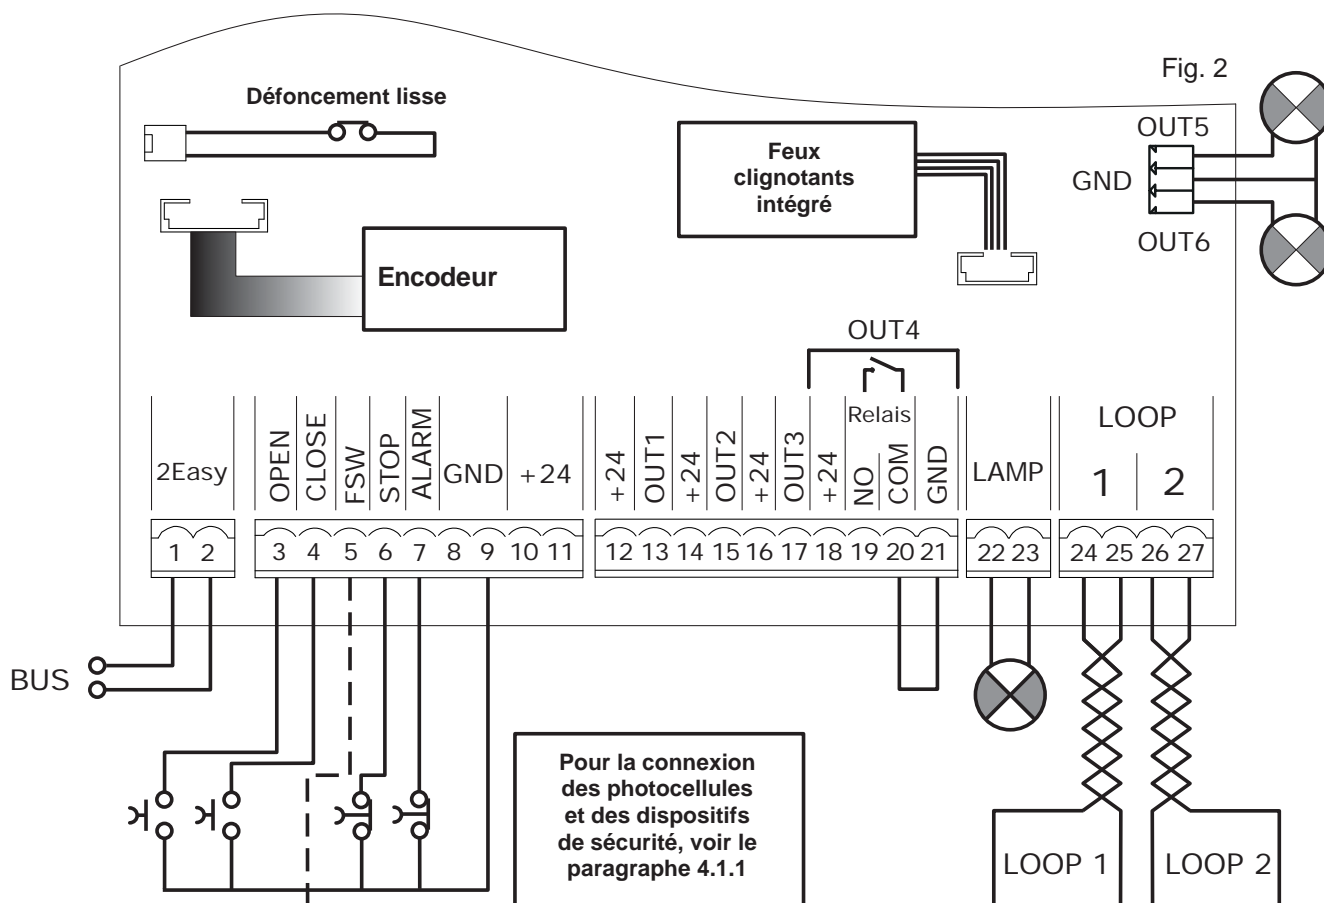 Fig. 2
Défoncement lisse
OUT5
Feux
clignotants
intégré
GND
OUT6
Encodeur
OUT4
2Easy
OPEN
CLOSE
FSW
STOP
ALARM
GND
+24
+24
OUT1
+24
OUT2
+24
OUT3
+24
Relais
NO
COM
GND
LAMP
LOOP
1 2
1 2 3 4 5 6 7 8 9 10 11 12 13 14 15 16 17 18 19 20 21 22 23 24 25 26 27
BUS
Pour la connexion
des photocellules
et des dispositifs
de sécurité, voir le
paragraphe 4.1.1
LOOP 1
LOOP 2